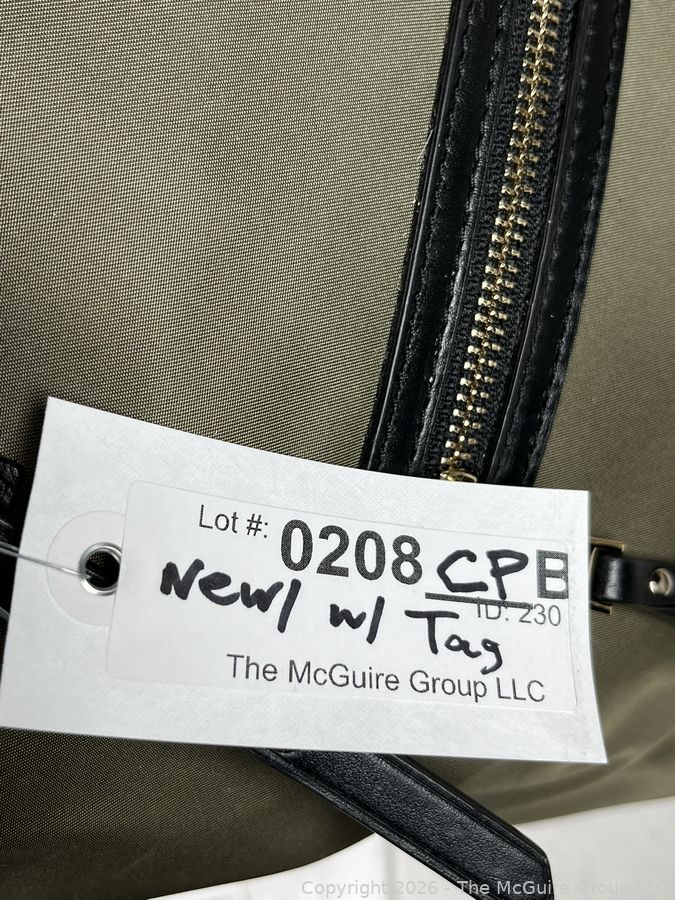 Lot #: 0208 CPB
ID: 230
New/ w/ Tag
The McGuire Group LLC
Copyright 2026 - The McGuire Group LLC